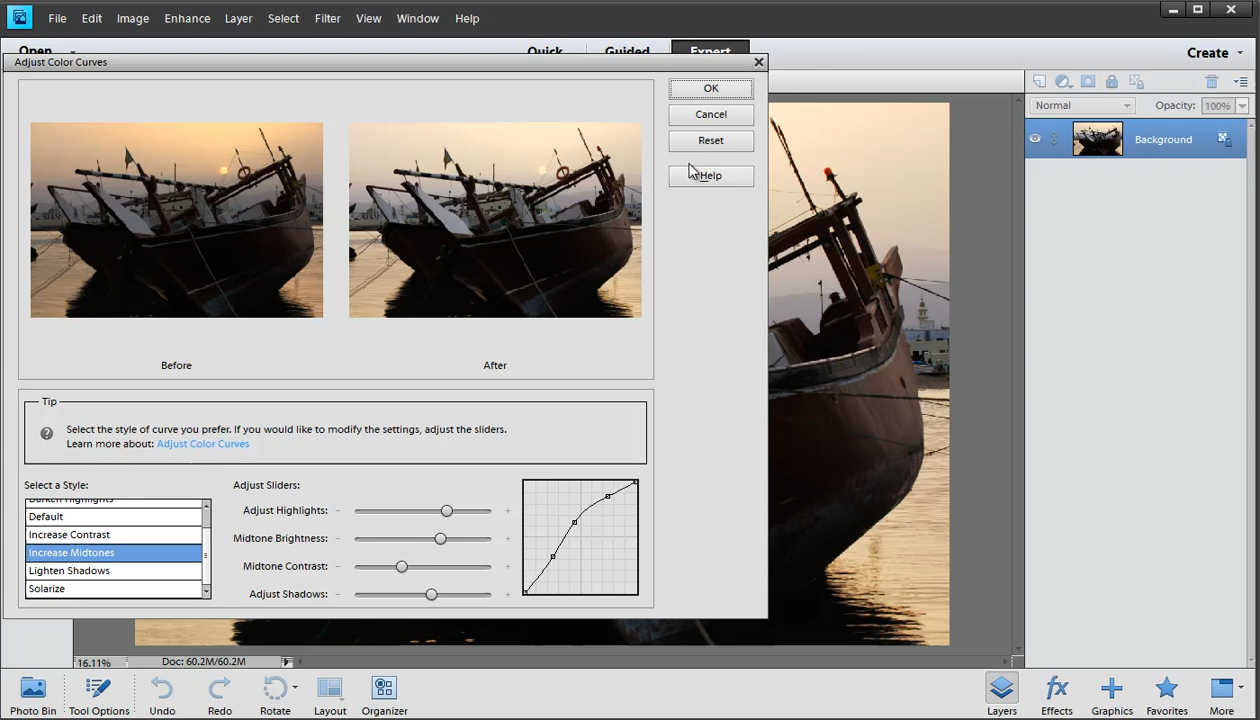 File Edit Image Enhance Layer Select Filter View Window Help
Open Quick Guided Expert Create
Adjust Color Curves
OK
Cancel
Reset
Help
Before After
Tip
Select the style of curve you prefer. If you would like to modify the settings, adjust the sliders.
Learn more about: Adjust Color Curves
Select a Style:
Darken Highlights
Default
Increase Contrast
Increase Midtones
Lighten Shadows
Solarize
Adjust Sliders:
Adjust Highlights: - +
Midtone Brightness: - +
Midtone Contrast: - +
Adjust Shadows: - +
Normal Opacity: 100%
Background
16.11% Doc: 60.2M/60.2M
Photo Bin Tool Options Undo Redo Rotate Layout Organizer
Layers Effects Graphics Favorites More
fx